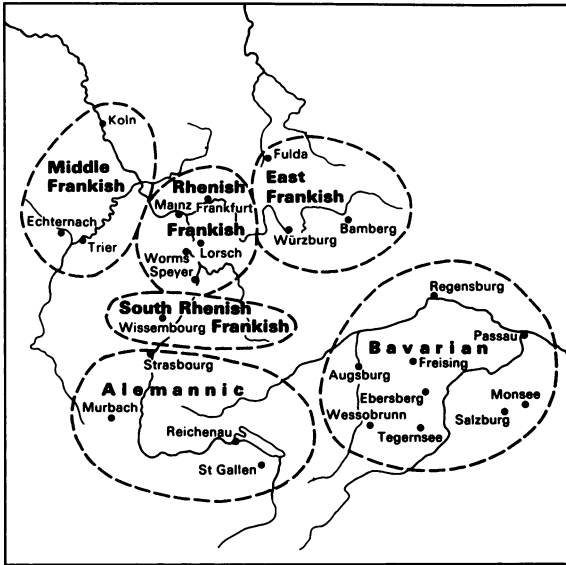 Koln
Middle
Frankish
Echternach
Trier
Rhenish
Mainz
Frankfurt
Frankish
Lorsch
Worms
Speyer
Fulda
East
Frankish
Würzburg
Bamberg
South Rhenish
Wissembourg
Frankish
Strasbourg
Alemannic
Murbach
Reichenau
St Gallen
Regensburg
Passau
Bavarian
Freising
Augsburg
Ebersberg
Monsee
Wessobrunn
Salzburg
Tegernsee